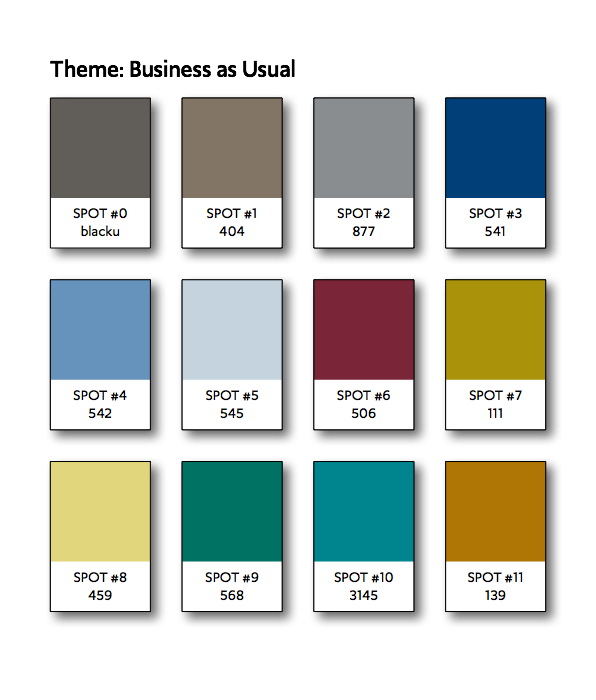 Theme: Business as Usual
SPOT #0
blacku
SPOT #1
404
SPOT #2
877
SPOT #3
541
SPOT #4
542
SPOT #5
545
SPOT #6
506
SPOT #7
111
SPOT #8
459
SPOT #9
568
SPOT #10
3145
SPOT #11
139